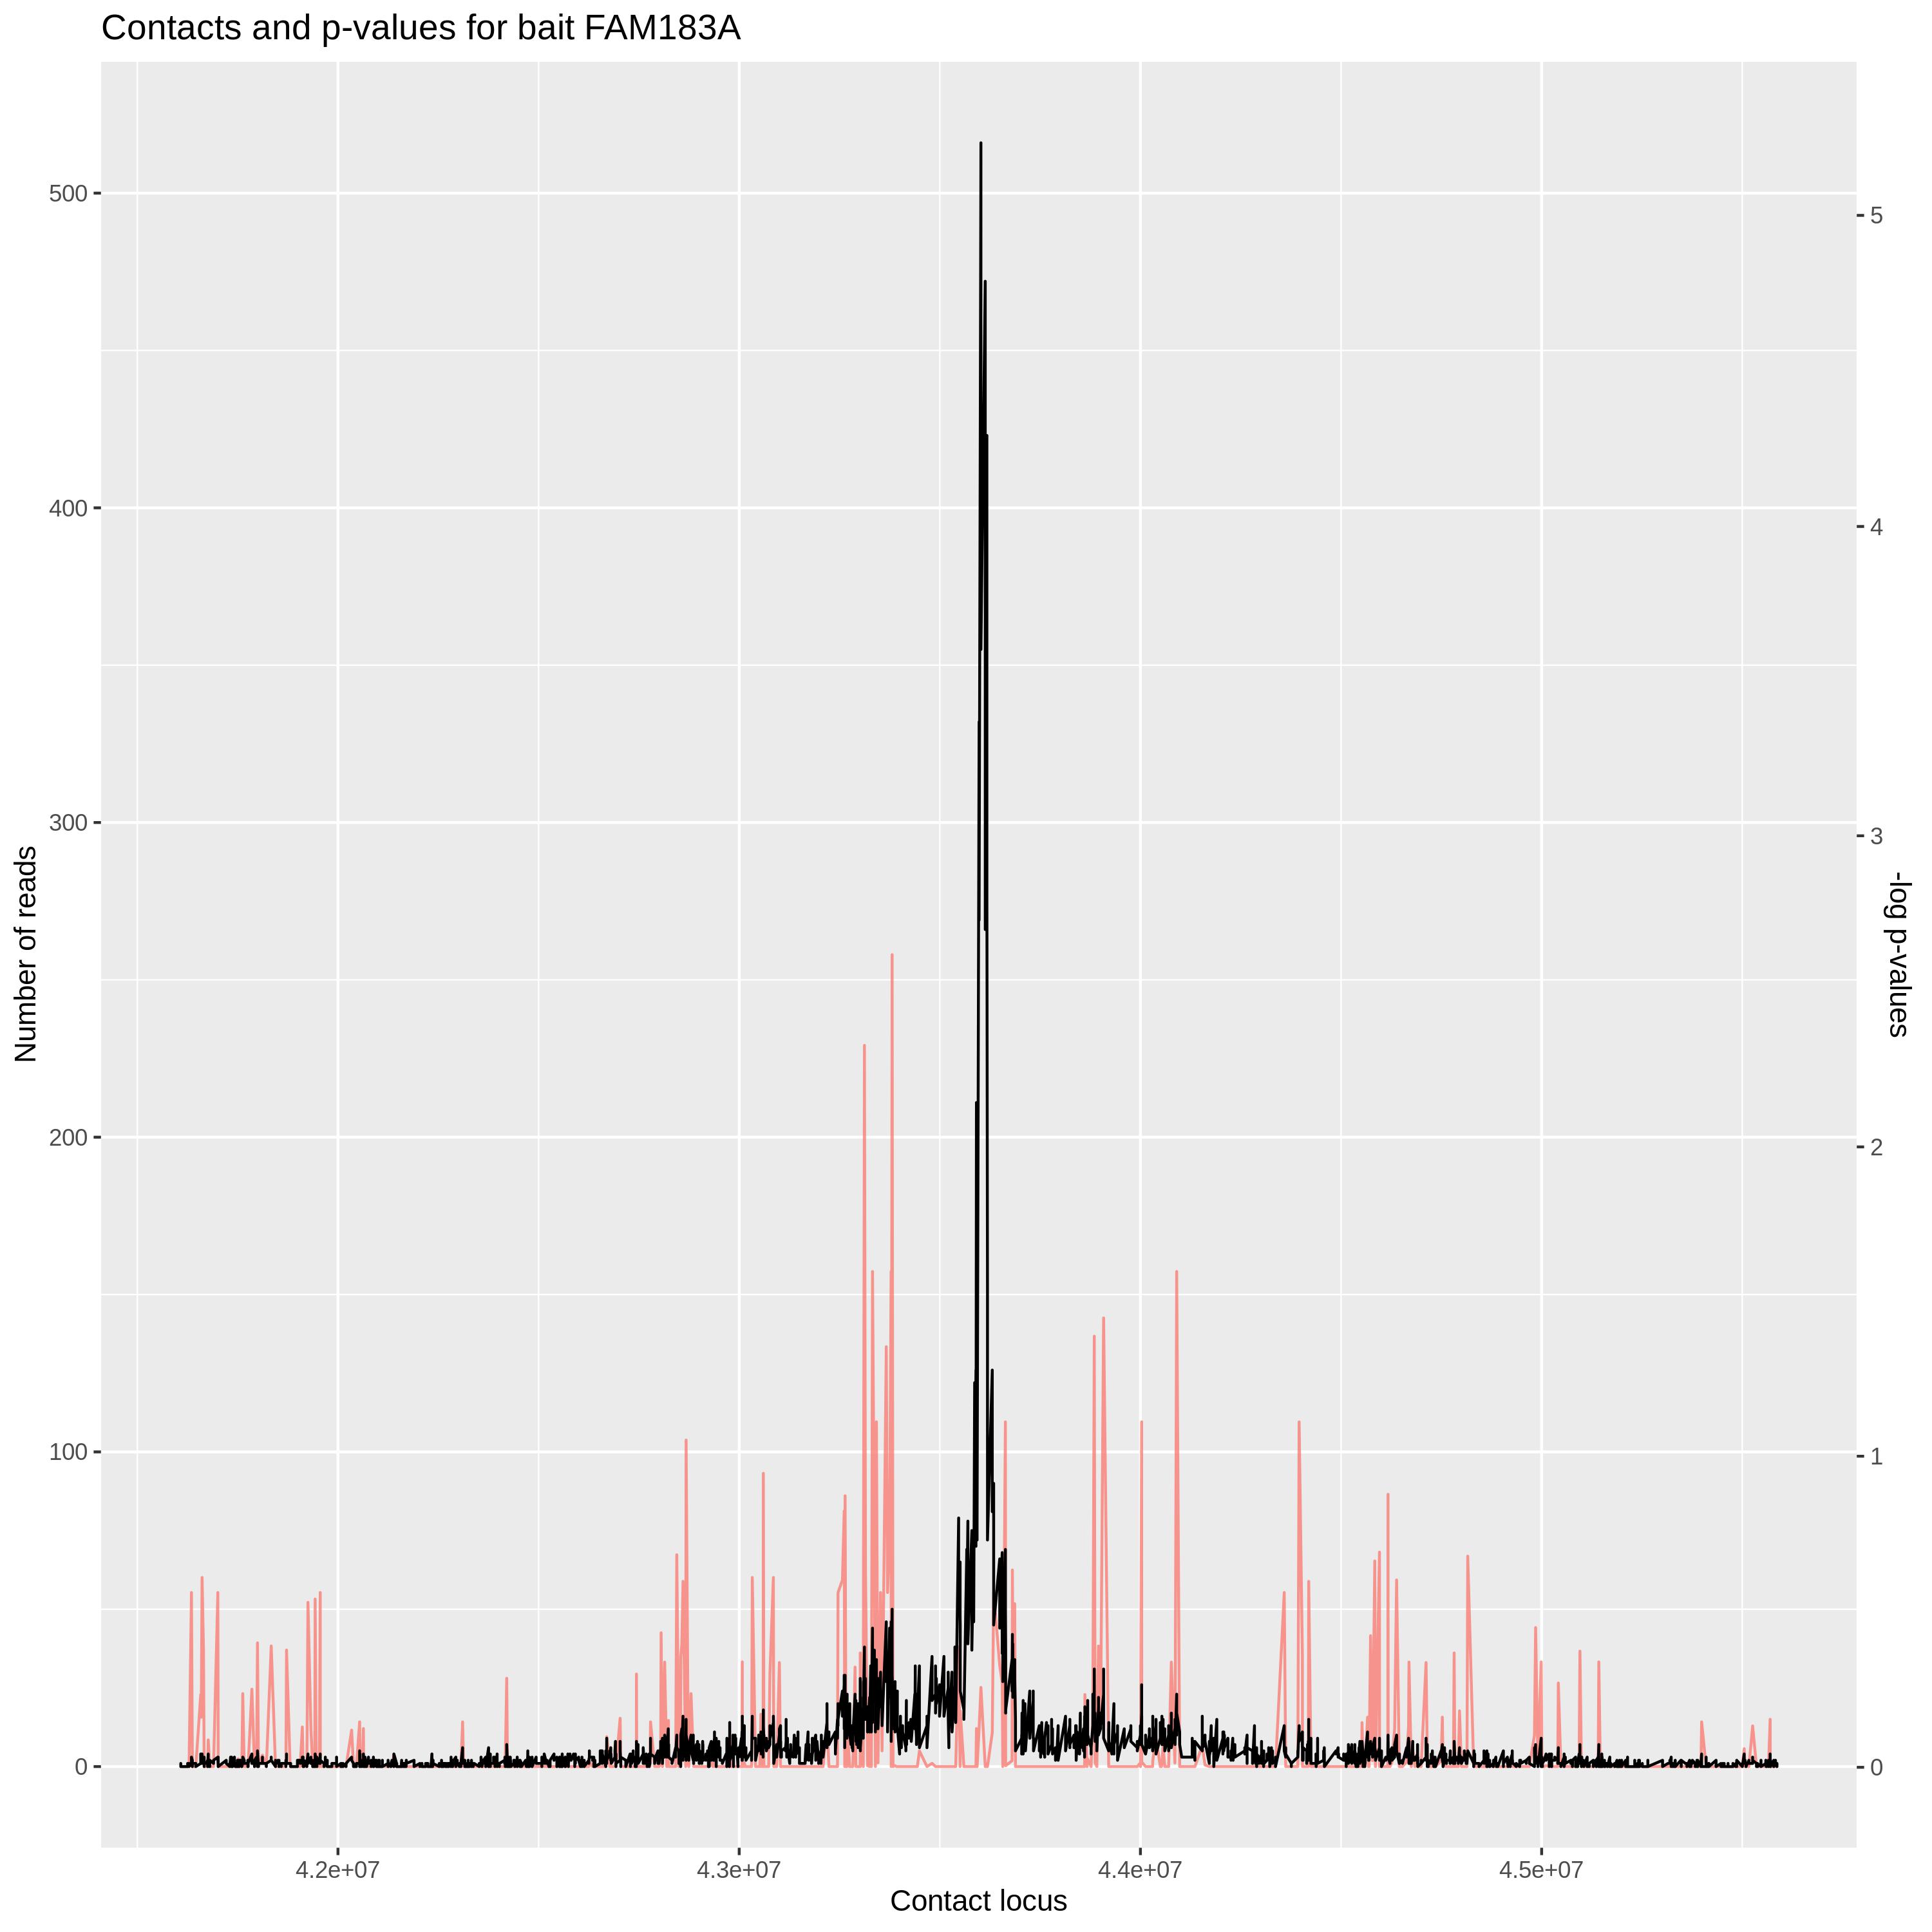 Contacts and p-values for bait FAM183A
Number of reads
500
400
300
200
100
0
5
4
3
2
1
0
-log p-values
4.2e+07 4.3e+07 4.4e+07 4.5e+07
Contact locus